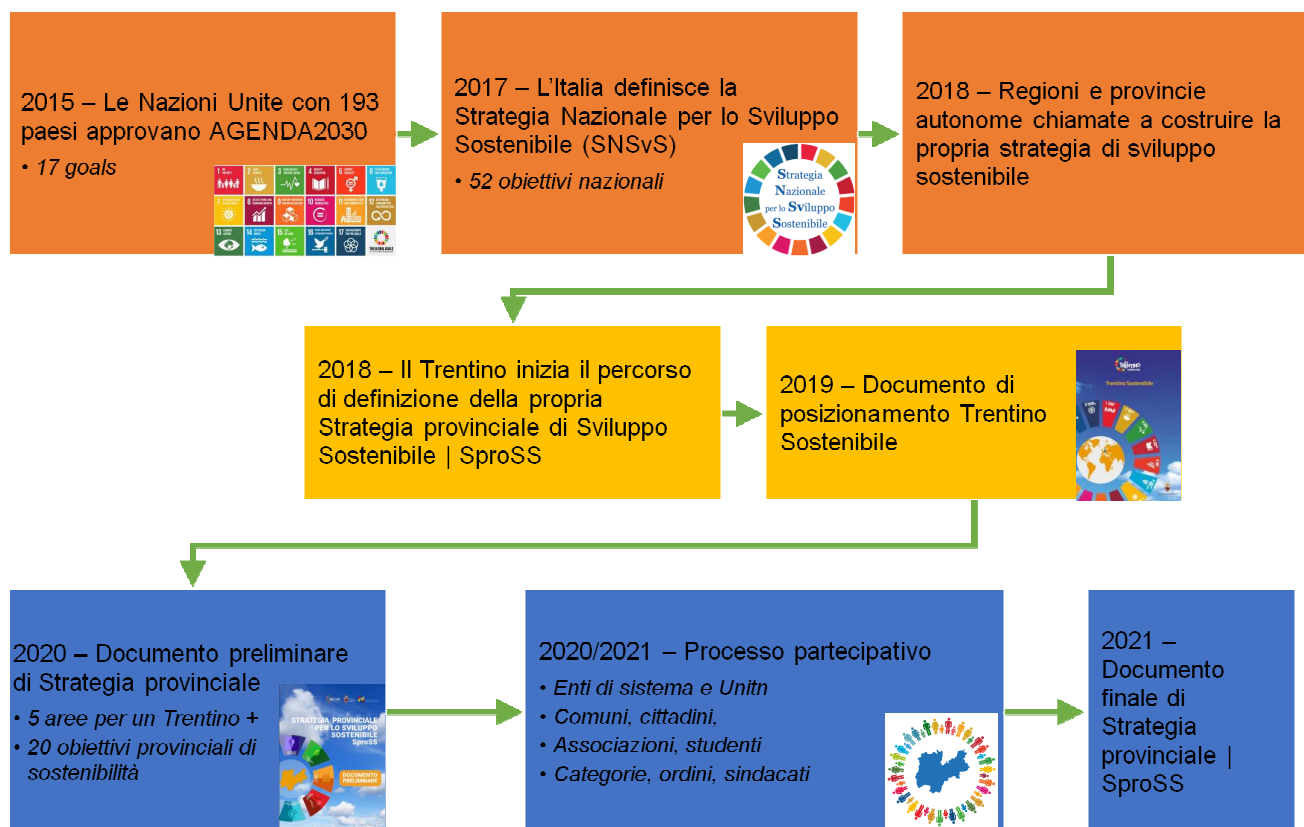 2015 – Le Nazioni Unite con 193
paesi approvano AGENDA2030
• 17 goals
2017 – L’Italia definisce la
Strategia Nazionale per lo Sviluppo
Sostenibile (SNSvS)
• 52 obiettivi nazionali
Strategia
Nazionale
per lo Sviluppo
Sostenibile
2018 – Regioni e provincie
autonome chiamate a costruire la
propria strategia di sviluppo
sostenibile
2018 – Il Trentino inizia il percorso
di definizione della propria
Strategia provinciale di Sviluppo
Sostenibile | SproSS
2019 – Documento di
posizionamento Trentino
Sostenibile
TRENTINO
Trentino Sostenibile
2020 – Documento preliminare
di Strategia provinciale
• 5 aree per un Trentino +
• 20 obiettivi provinciali di
sostenibilità
STRATEGIA PROVINCIALE
PER LO SVILUPPO
SOSTENIBILE
SproSS
DOCUMENTO
PRELIMINARE
2020/2021 – Processo partecipativo
• Enti di sistema e Unitn
• Comuni, cittadini,
• Associazioni, studenti
• Categorie, ordini, sindacati
2021 –
Documento
finale di
Strategia
provinciale |
SproSS